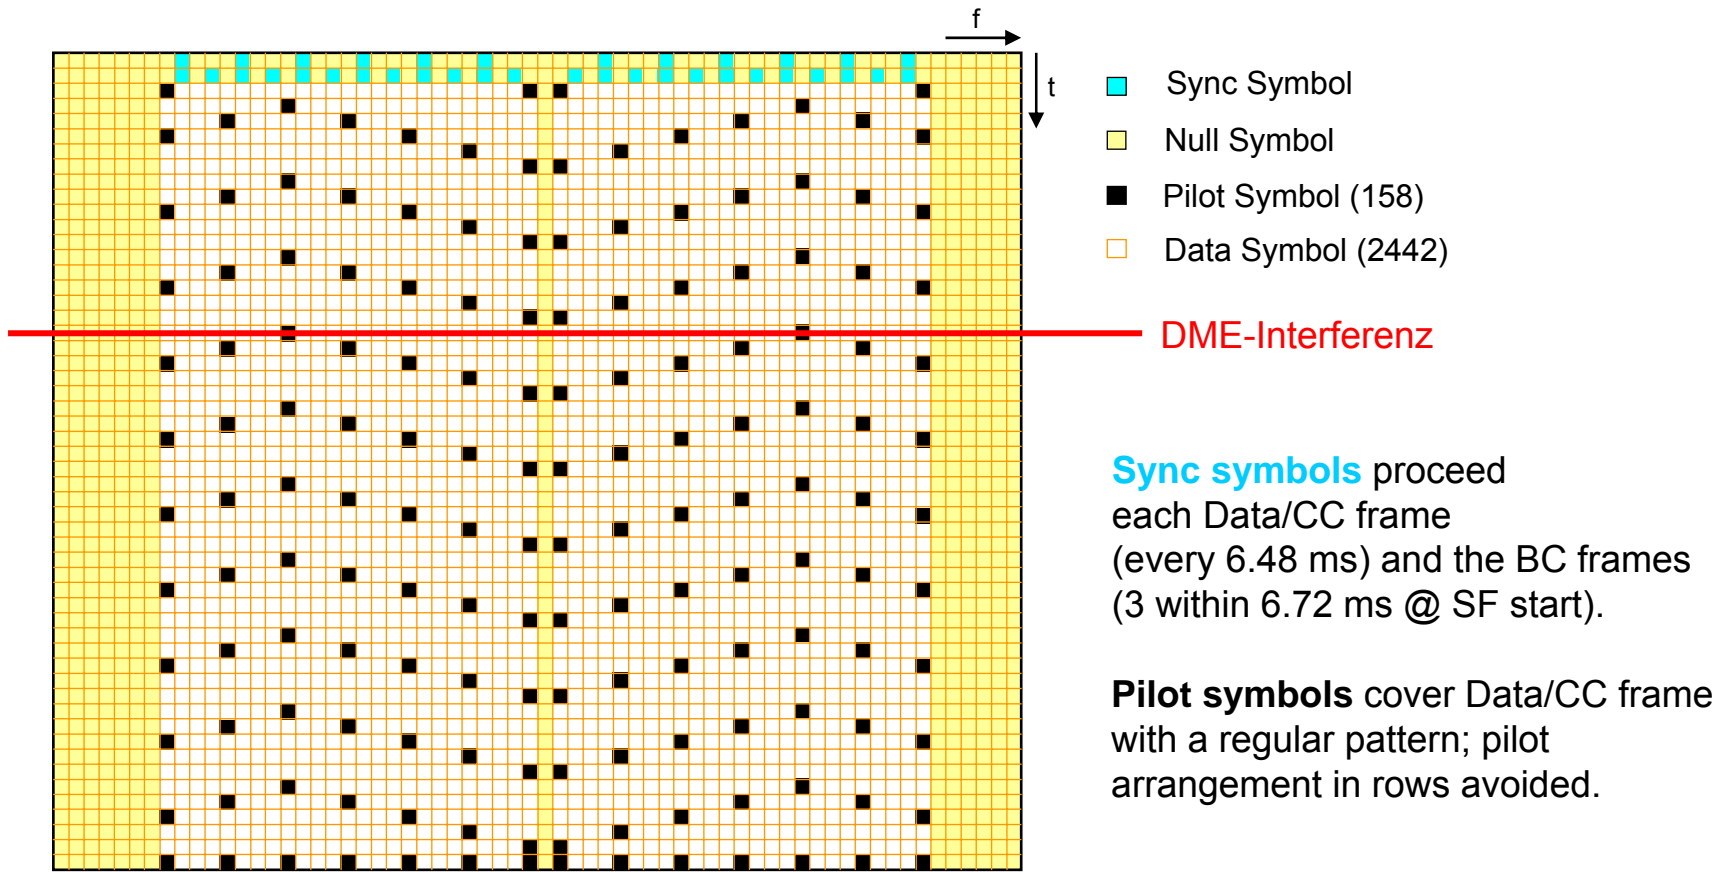 f
t
Sync Symbol
Null Symbol
Pilot Symbol (158)
Data Symbol (2442)
DME-Interferenz
Sync symbols proceed
each Data/CC frame
(every 6.48 ms) and the BC frames
(3 within 6.72 ms @ SF start).
Pilot symbols cover Data/CC frame
with a regular pattern; pilot
arrangement in rows avoided.